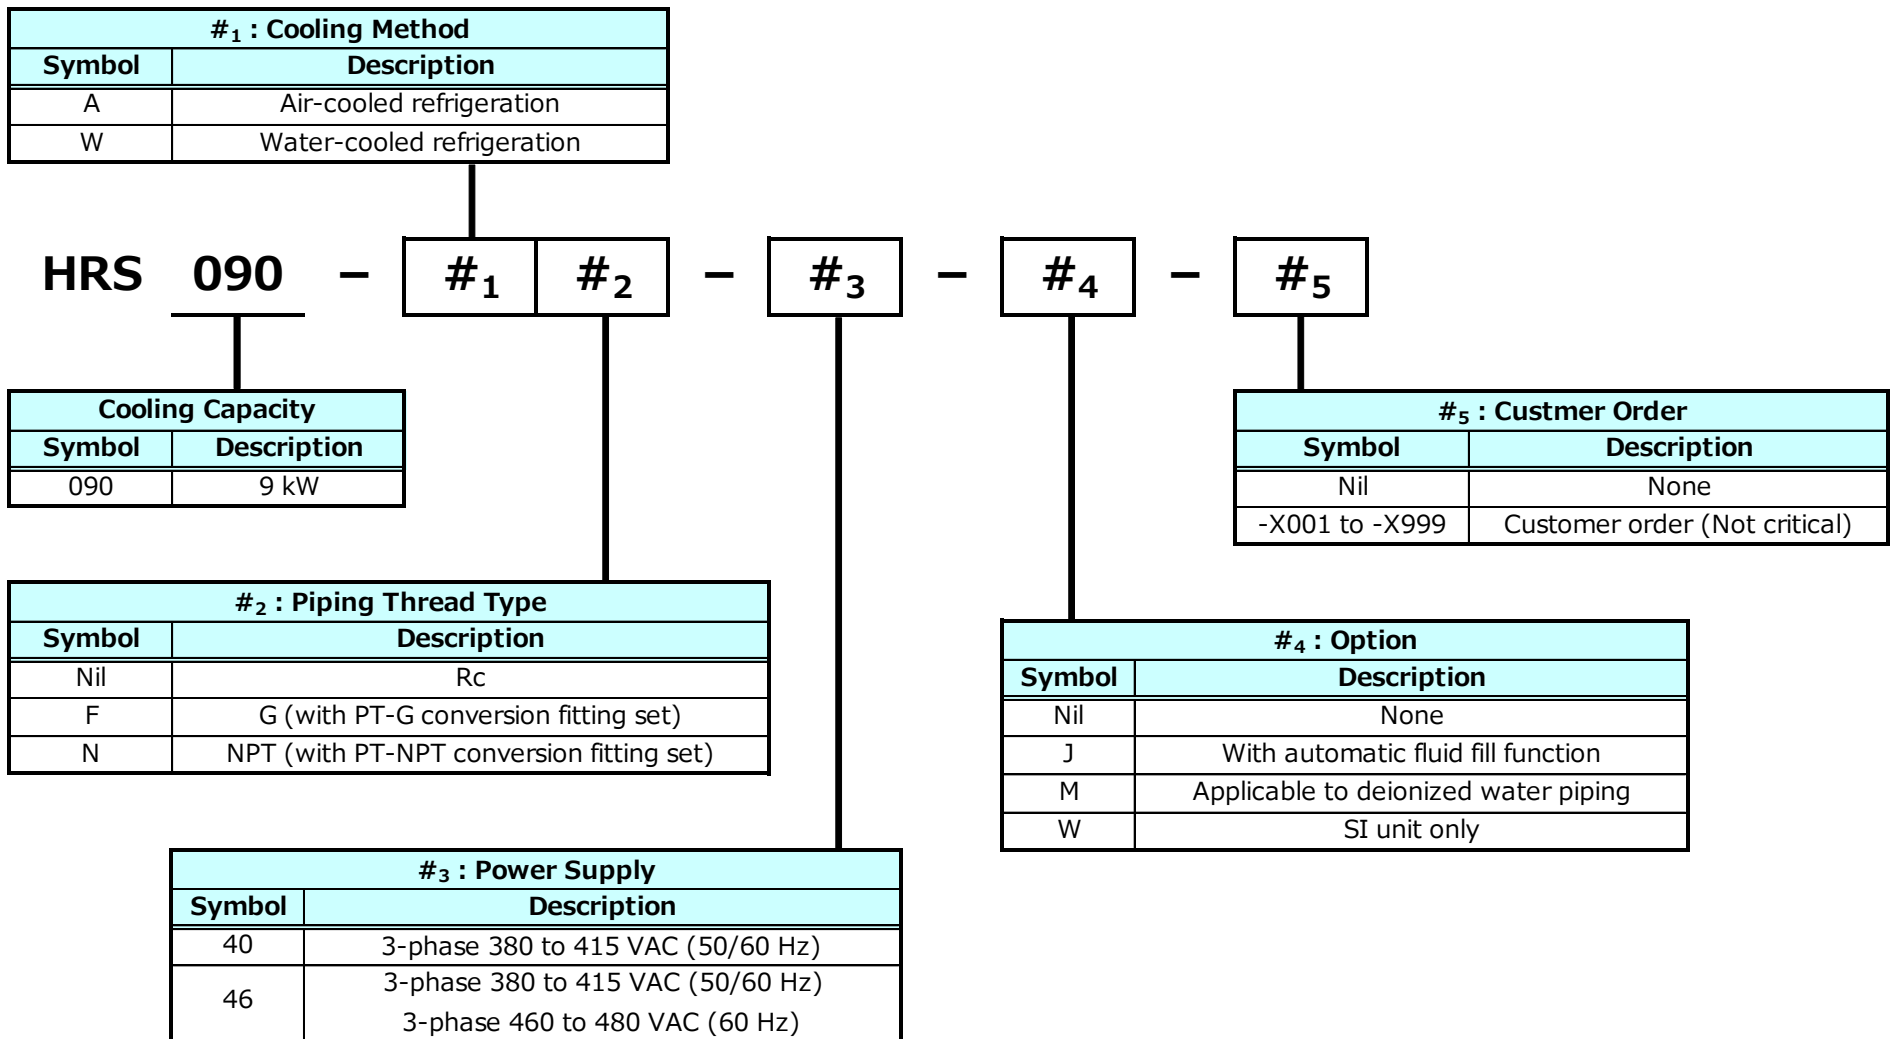 #1 : Cooling Method
Symbol Description
A Air-cooled refrigeration
W Water-cooled refrigeration
HRS 090 – #1 #2 – #3 – #4 – #5
Cooling Capacity
Symbol Description
090 9 kW
#5 : Custmer Order
Symbol Description
Nil None
-X001 to -X999 Customer order (Not critical)
#2 : Piping Thread Type
Symbol Description
Nil Rc
F G (with PT-G conversion fitting set)
N NPT (with PT-NPT conversion fitting set)
#4 : Option
Symbol Description
Nil None
J With automatic fluid fill function
M Applicable to deionized water piping
W SI unit only
#3 : Power Supply
Symbol Description
40 3-phase 380 to 415 VAC (50/60 Hz)
46 3-phase 380 to 415 VAC (50/60 Hz)
3-phase 460 to 480 VAC (60 Hz)